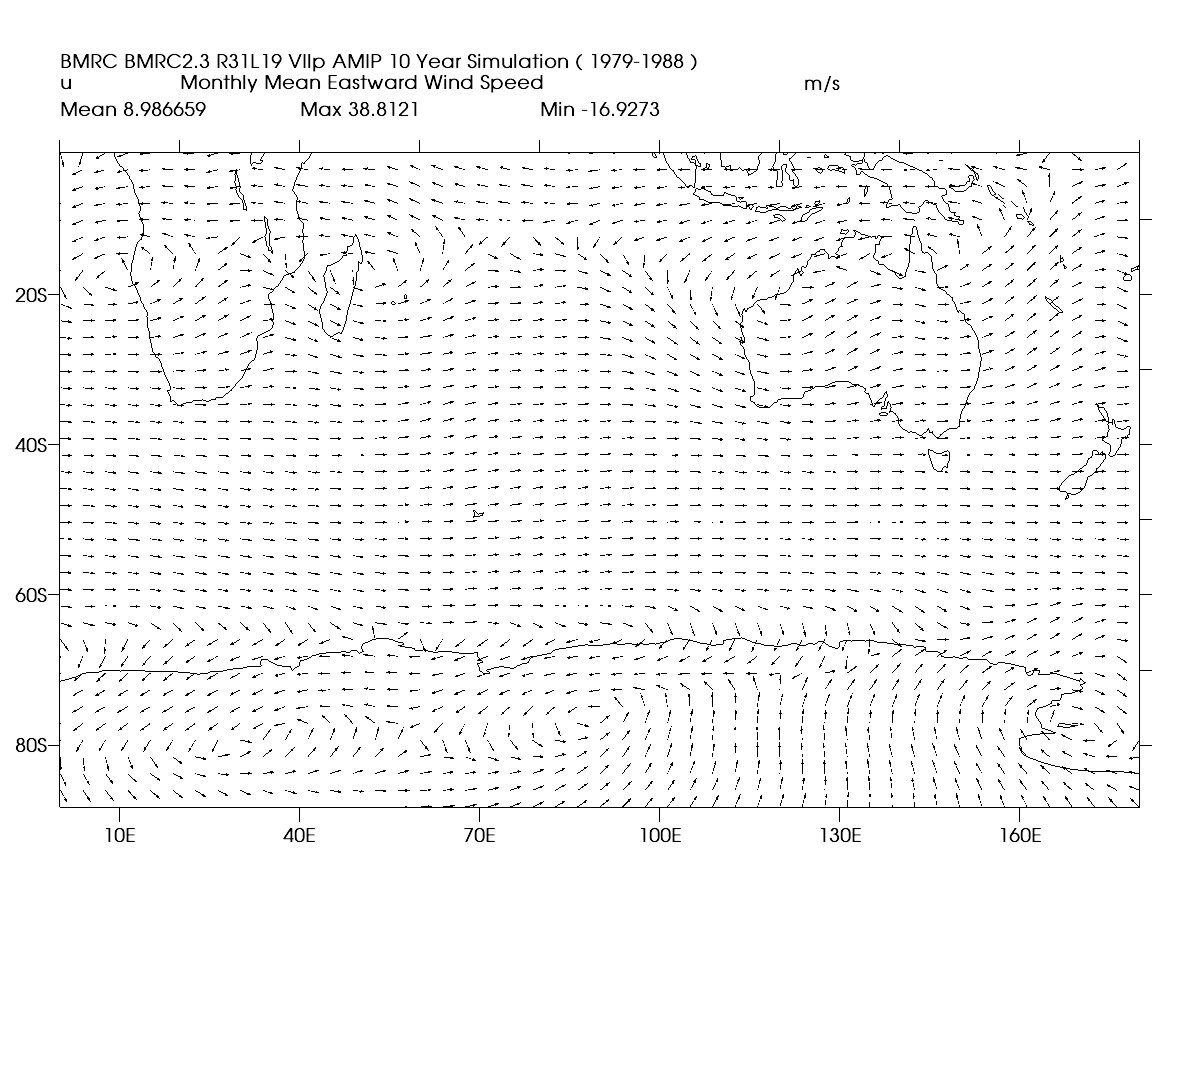 BMRC BMRC2.3 R31L19 VIIp AMIP 10 Year Simulation ( 1979-1988 )
u Monthly Mean Eastward Wind Speed m/s
Mean 8.986659 Max 38.8121 Min -16.9273
20S
40S
60S
80S
10E 40E 70E 100E 130E 160E